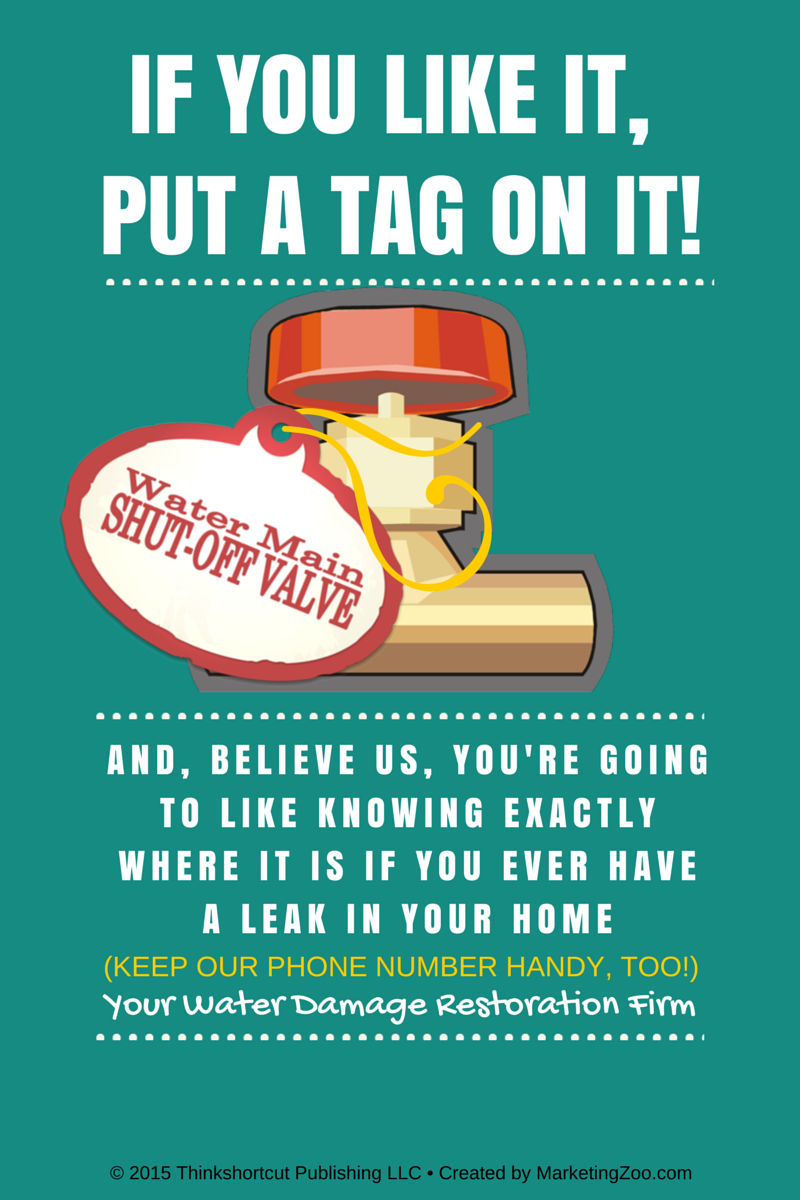 IF YOU LIKE IT,
PUT A TAG ON IT!
Water Main
SHUT-OFF VALVE
AND, BELIEVE US, YOU'RE GOING
TO LIKE KNOWING EXACTLY
WHERE IT IS IF YOU EVER HAVE
A LEAK IN YOUR HOME
(KEEP OUR PHONE NUMBER HANDY, TOO!)
Your Water Damage Restoration Firm
© 2015 Thinkshortcut Publishing LLC • Created by MarketingZoo.com